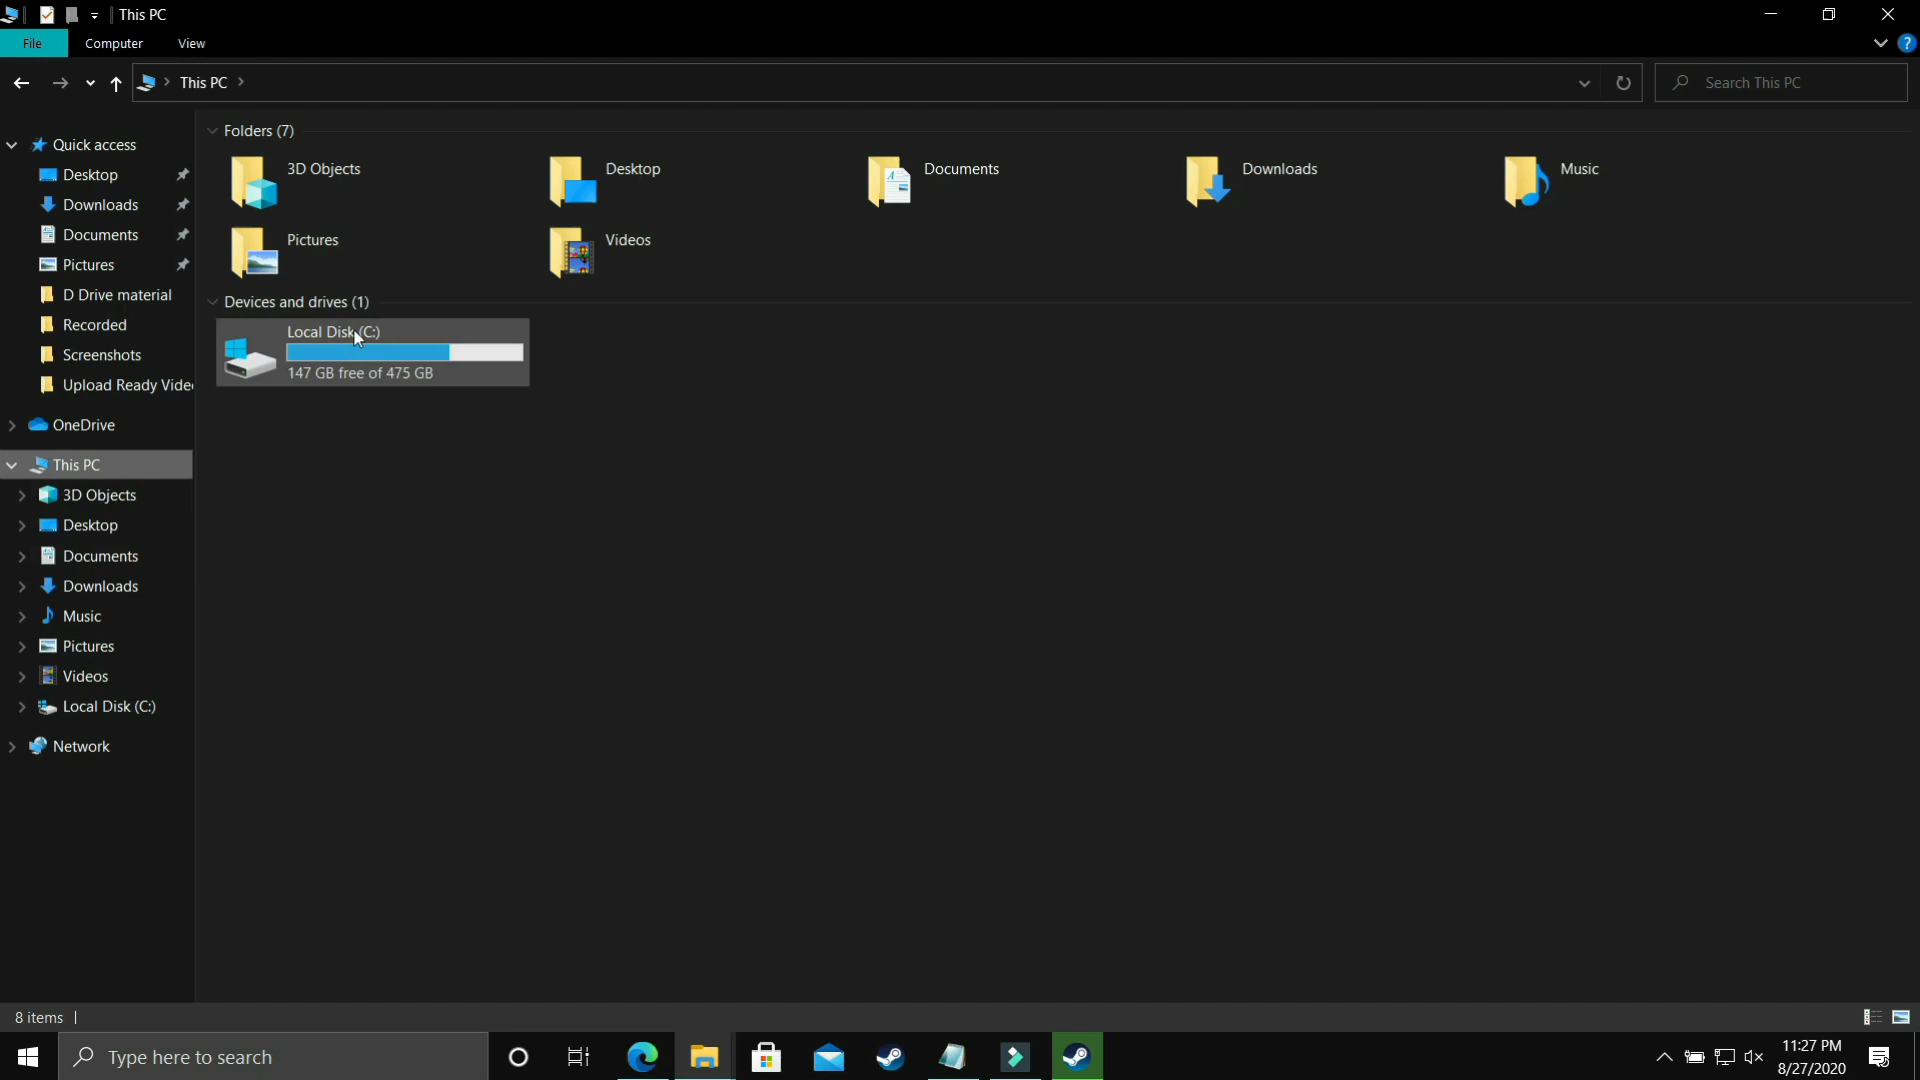 This PC
File
Computer
View
This PC
Search This PC
Quick access
Desktop
Downloads
Documents
Pictures
D Drive material
Recorded
Screenshots
Upload Ready Vide
OneDrive
This PC
3D Objects
Desktop
Documents
Downloads
Music
Pictures
Videos
Local Disk (C:)
Network
Folders (7)
3D Objects
Desktop
Documents
Downloads
Music
Pictures
Videos
Devices and drives (1)
Local Disk (C:)
147 GB free of 475 GB
8 items
Type here to search
11:27 PM
8/27/2020